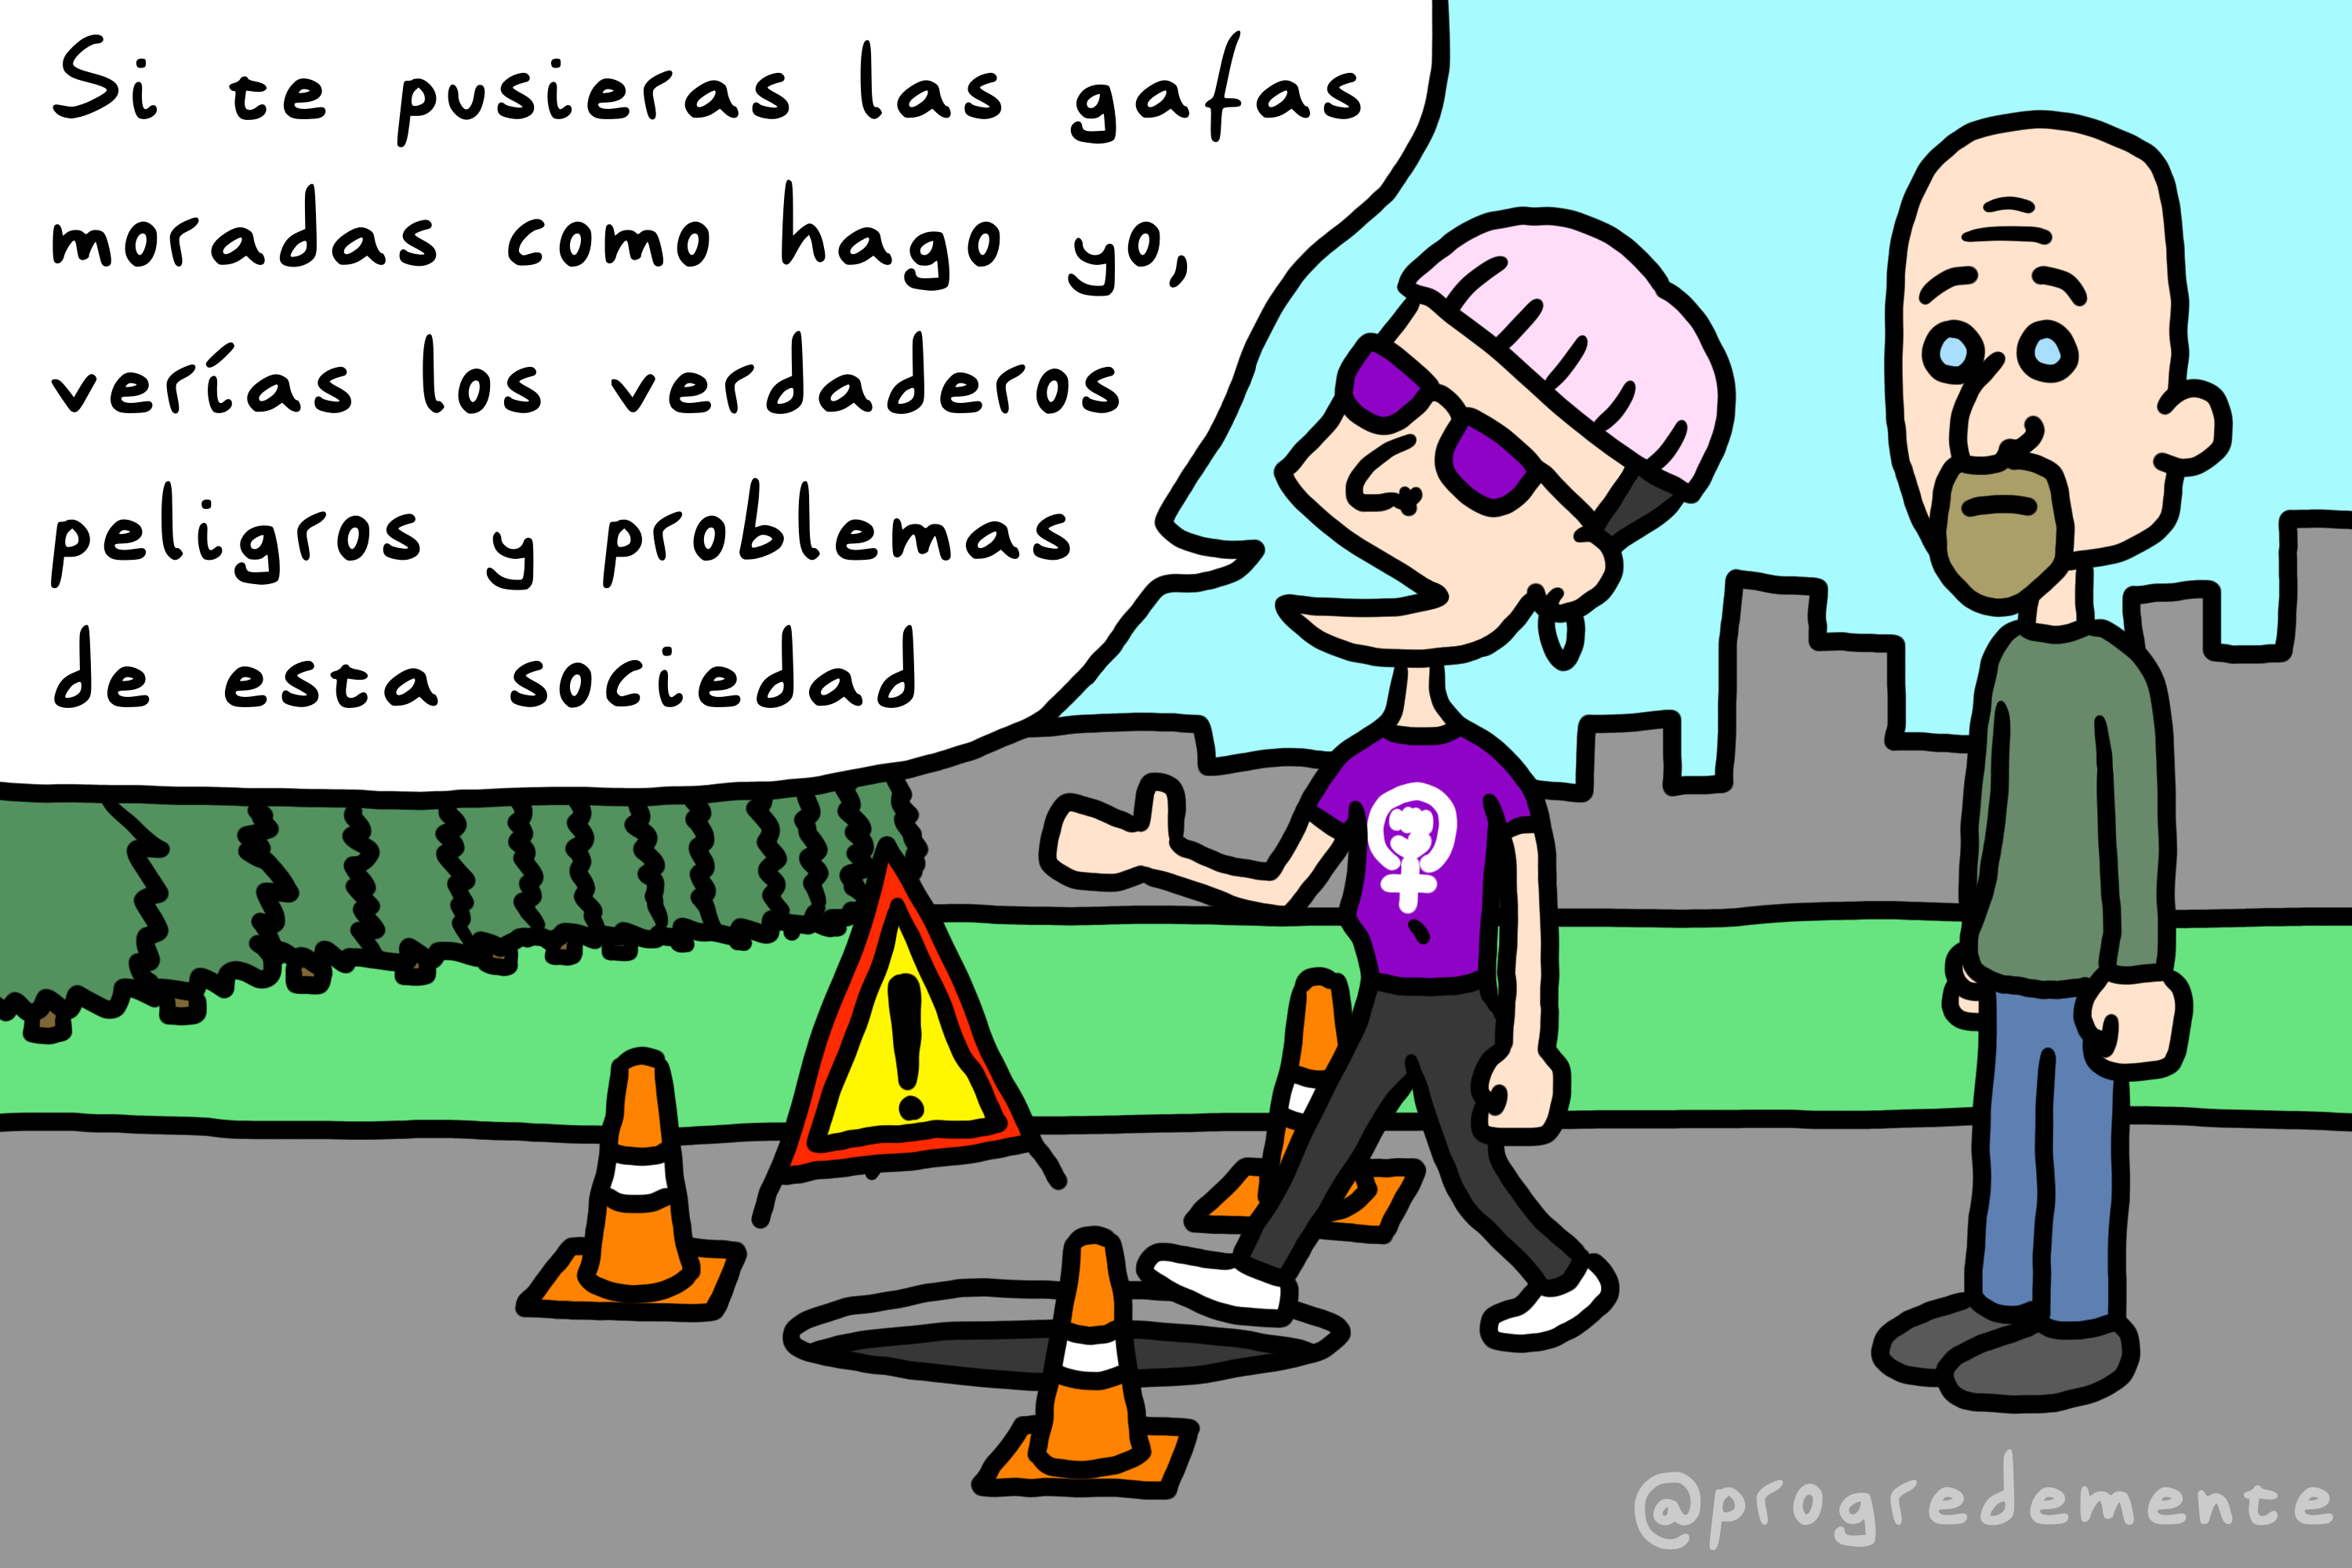 Si te pusieras las gafas
moradas como hago yo,
verías los verdaderos
peligros y problemas
de esta sociedad
!
@progredemente